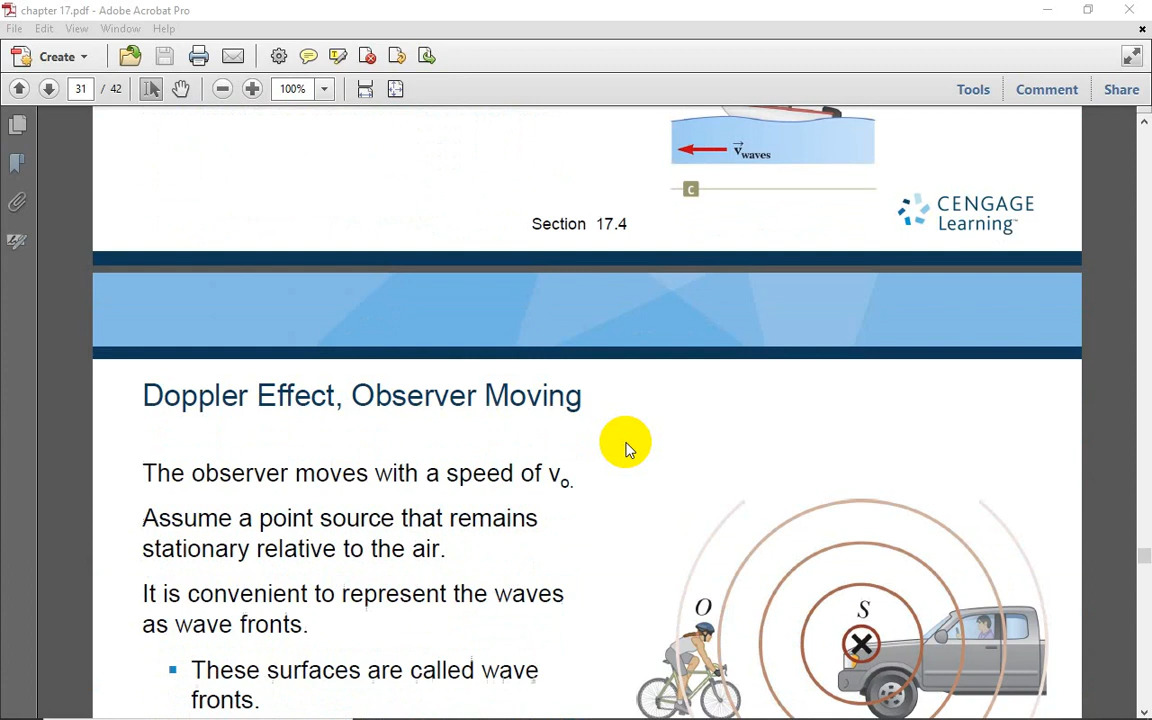 chapter 17.pdf - Adobe Acrobat Pro
File Edit View Window Help
Create
31 / 42 100% Tools Comment Share
v waves
c
Section 17.4
CENGAGE
Learning™
Doppler Effect, Observer Moving
The observer moves with a speed of vo.
Assume a point source that remains
stationary relative to the air.
It is convenient to represent the waves
as wave fronts.
▪ These surfaces are called wave
fronts.
O
S